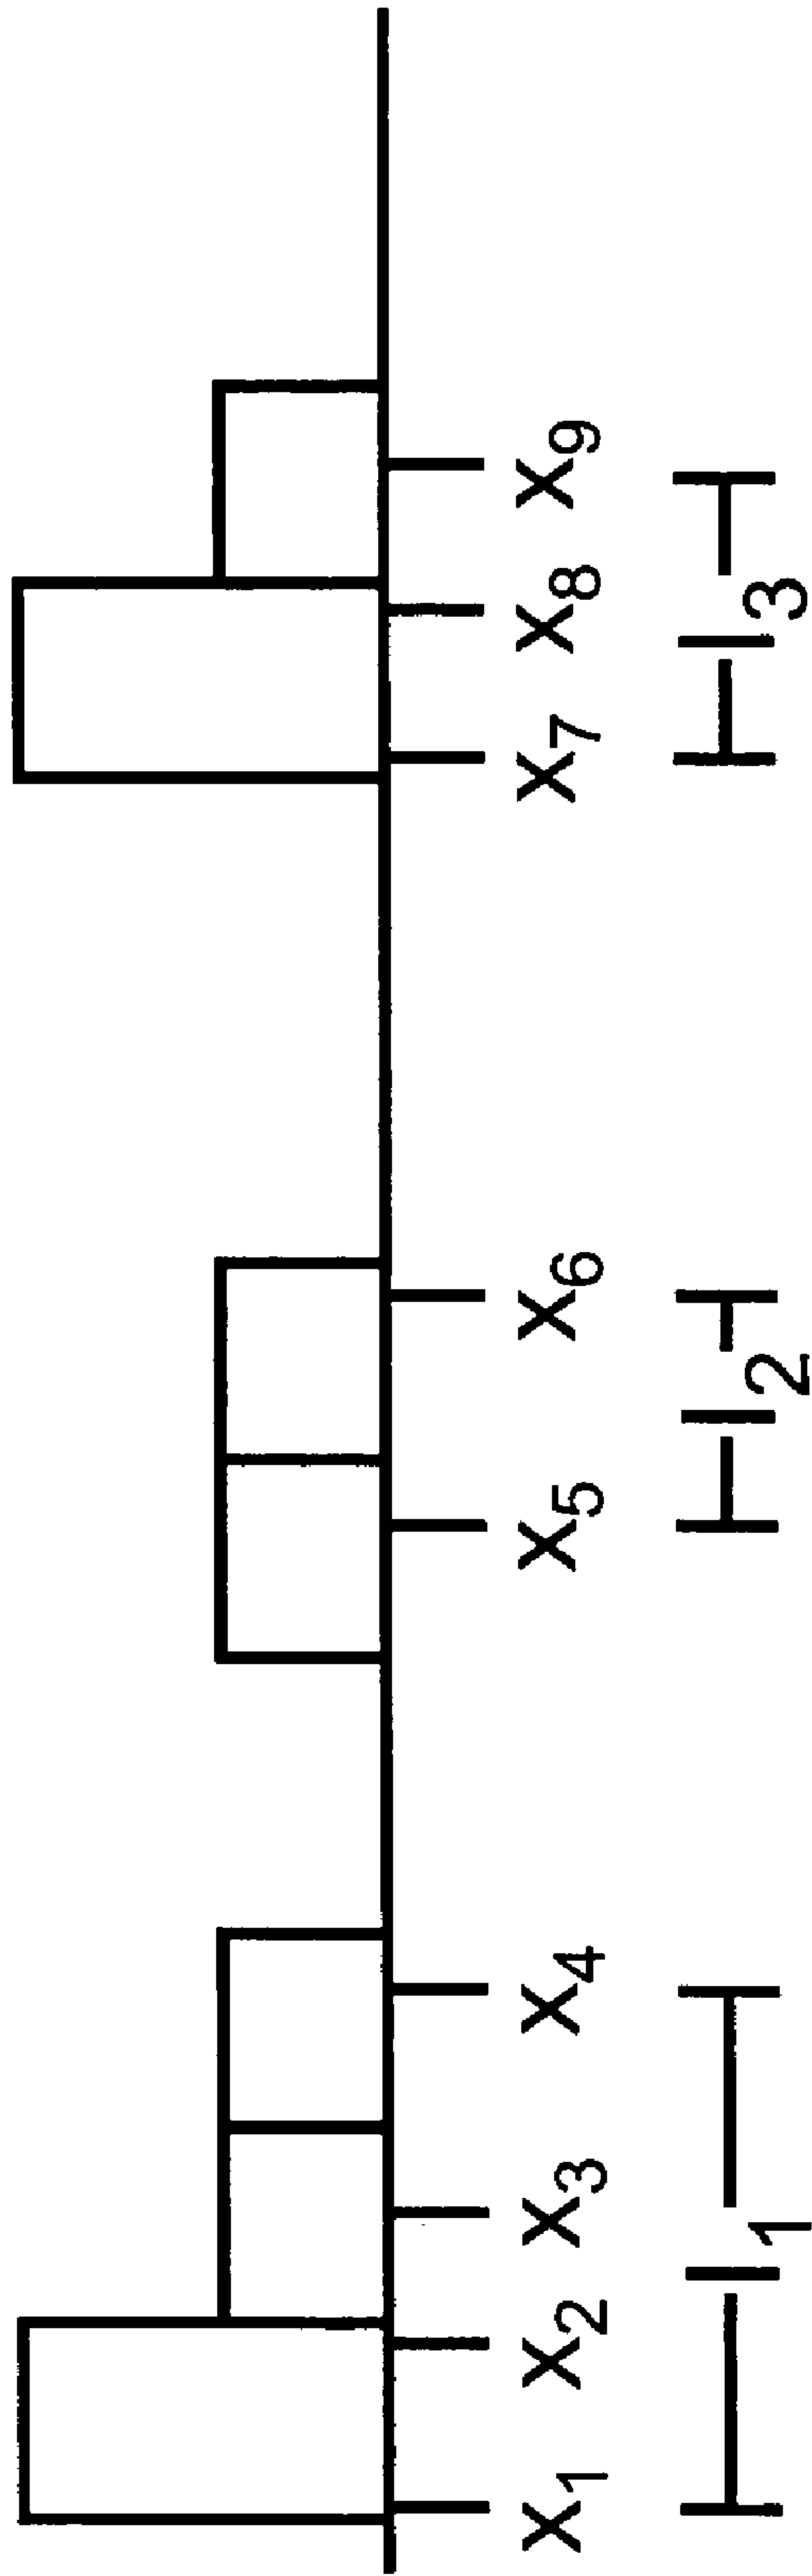 X₁ X₂ X₃ X₄ X₅ X₆ X₇ X₈ X₉
I₁ I₂ I₃